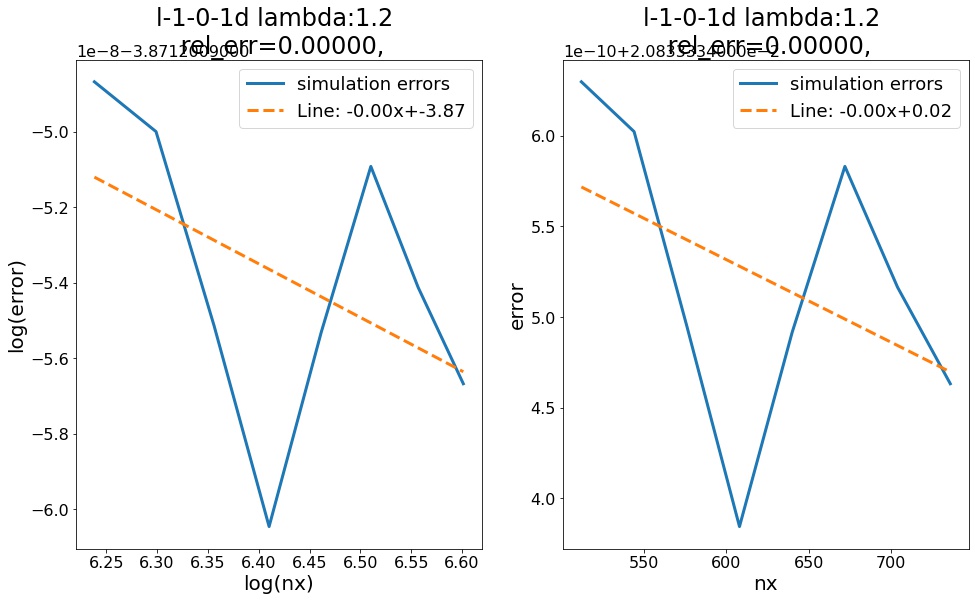 l-1-0-1d lambda:1.2
rel_err=0.00000,
1e−8−3.8712009000
simulation errors
Line: -0.00x+-3.87
−5.0
−5.2
−5.4
−5.6
−5.8
−6.0
log(error)
6.25 6.30 6.35 6.40 6.45 6.50 6.55 6.60
log(nx)
l-1-0-1d lambda:1.2
rel_err=0.00000,
1e−10+2.0833334000e−2
simulation errors
Line: -0.00x+0.02
6.0
5.5
5.0
4.5
4.0
error
550 600 650 700
nx